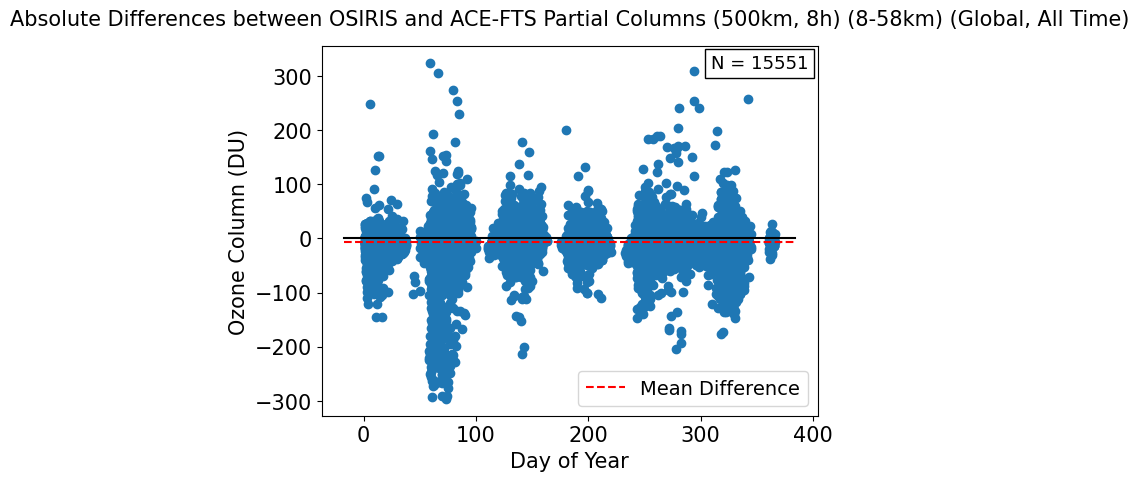 Absolute Differences between OSIRIS and ACE-FTS Partial Columns (500km, 8h) (8-58km) (Global, All Time)
N = 15551
300
200
100
0
−100
−200
−300
Ozone Column (DU)
Mean Difference
0 100 200 300 400
Day of Year